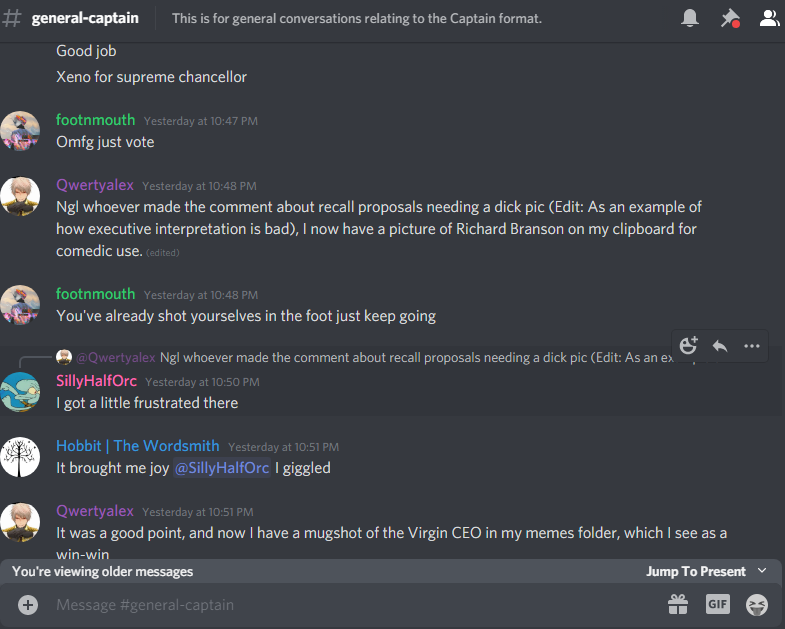 # general-captain This is for general conversations relating to the Captain format.
Good job
Xeno for supreme chancellor
footnmouth Yesterday at 10:47 PM
Omfg just vote
Qwertyalex Yesterday at 10:48 PM
Ngl whoever made the comment about recall proposals needing a dick pic (Edit: As an example of
how executive interpretation is bad), I now have a picture of Richard Branson on my clipboard for
comedic use. (edited)
footnmouth Yesterday at 10:48 PM
You've already shot yourselves in the foot just keep going
@Qwertyalex Ngl whoever made the comment about recall proposals needing a dick pic (Edit: As an ex
SillyHalfOrc Yesterday at 10:50 PM
I got a little frustrated there
Hobbit | The Wordsmith Yesterday at 10:51 PM
It brought me joy @SillyHalfOrc I giggled
Qwertyalex Yesterday at 10:51 PM
It was a good point, and now I have a mugshot of the Virgin CEO in my memes folder, which I see as a
win-win
You're viewing older messages Jump To Present
Message #general-captain GIF